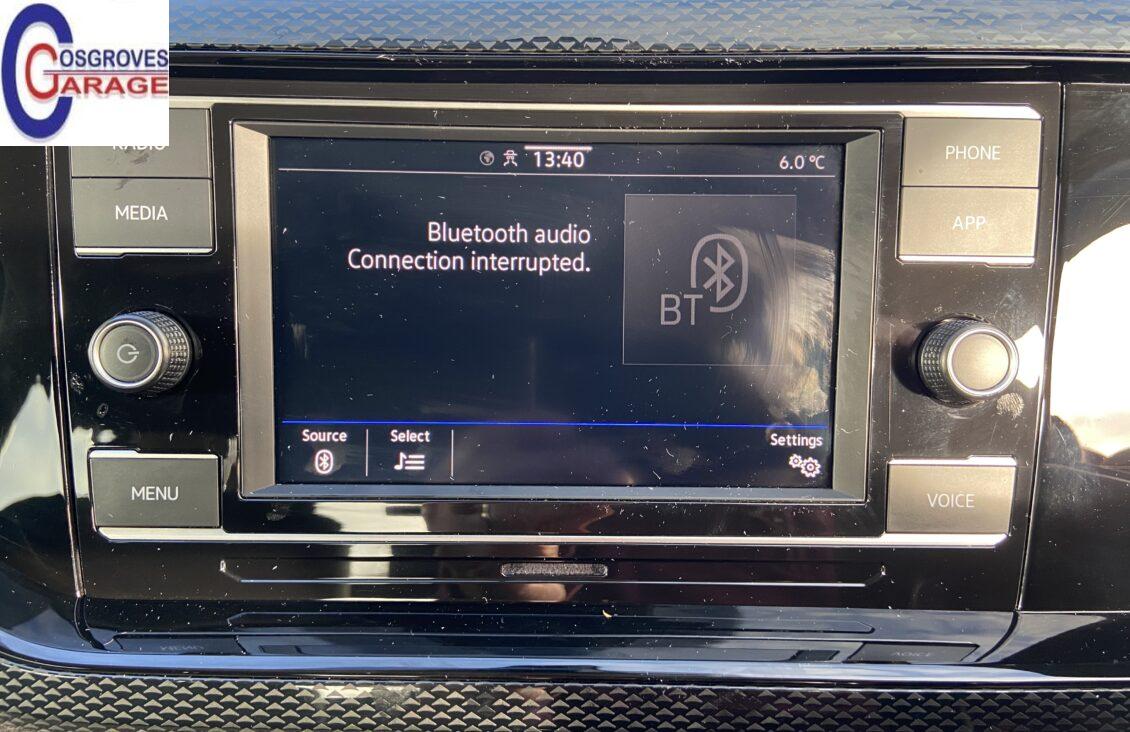 COSGROVES
GARAGE
RADIO
MEDIA
MENU
13:40
6.0 °C
Bluetooth audio
Connection interrupted.
BT
Source
Select
Settings
PHONE
APP
VOICE